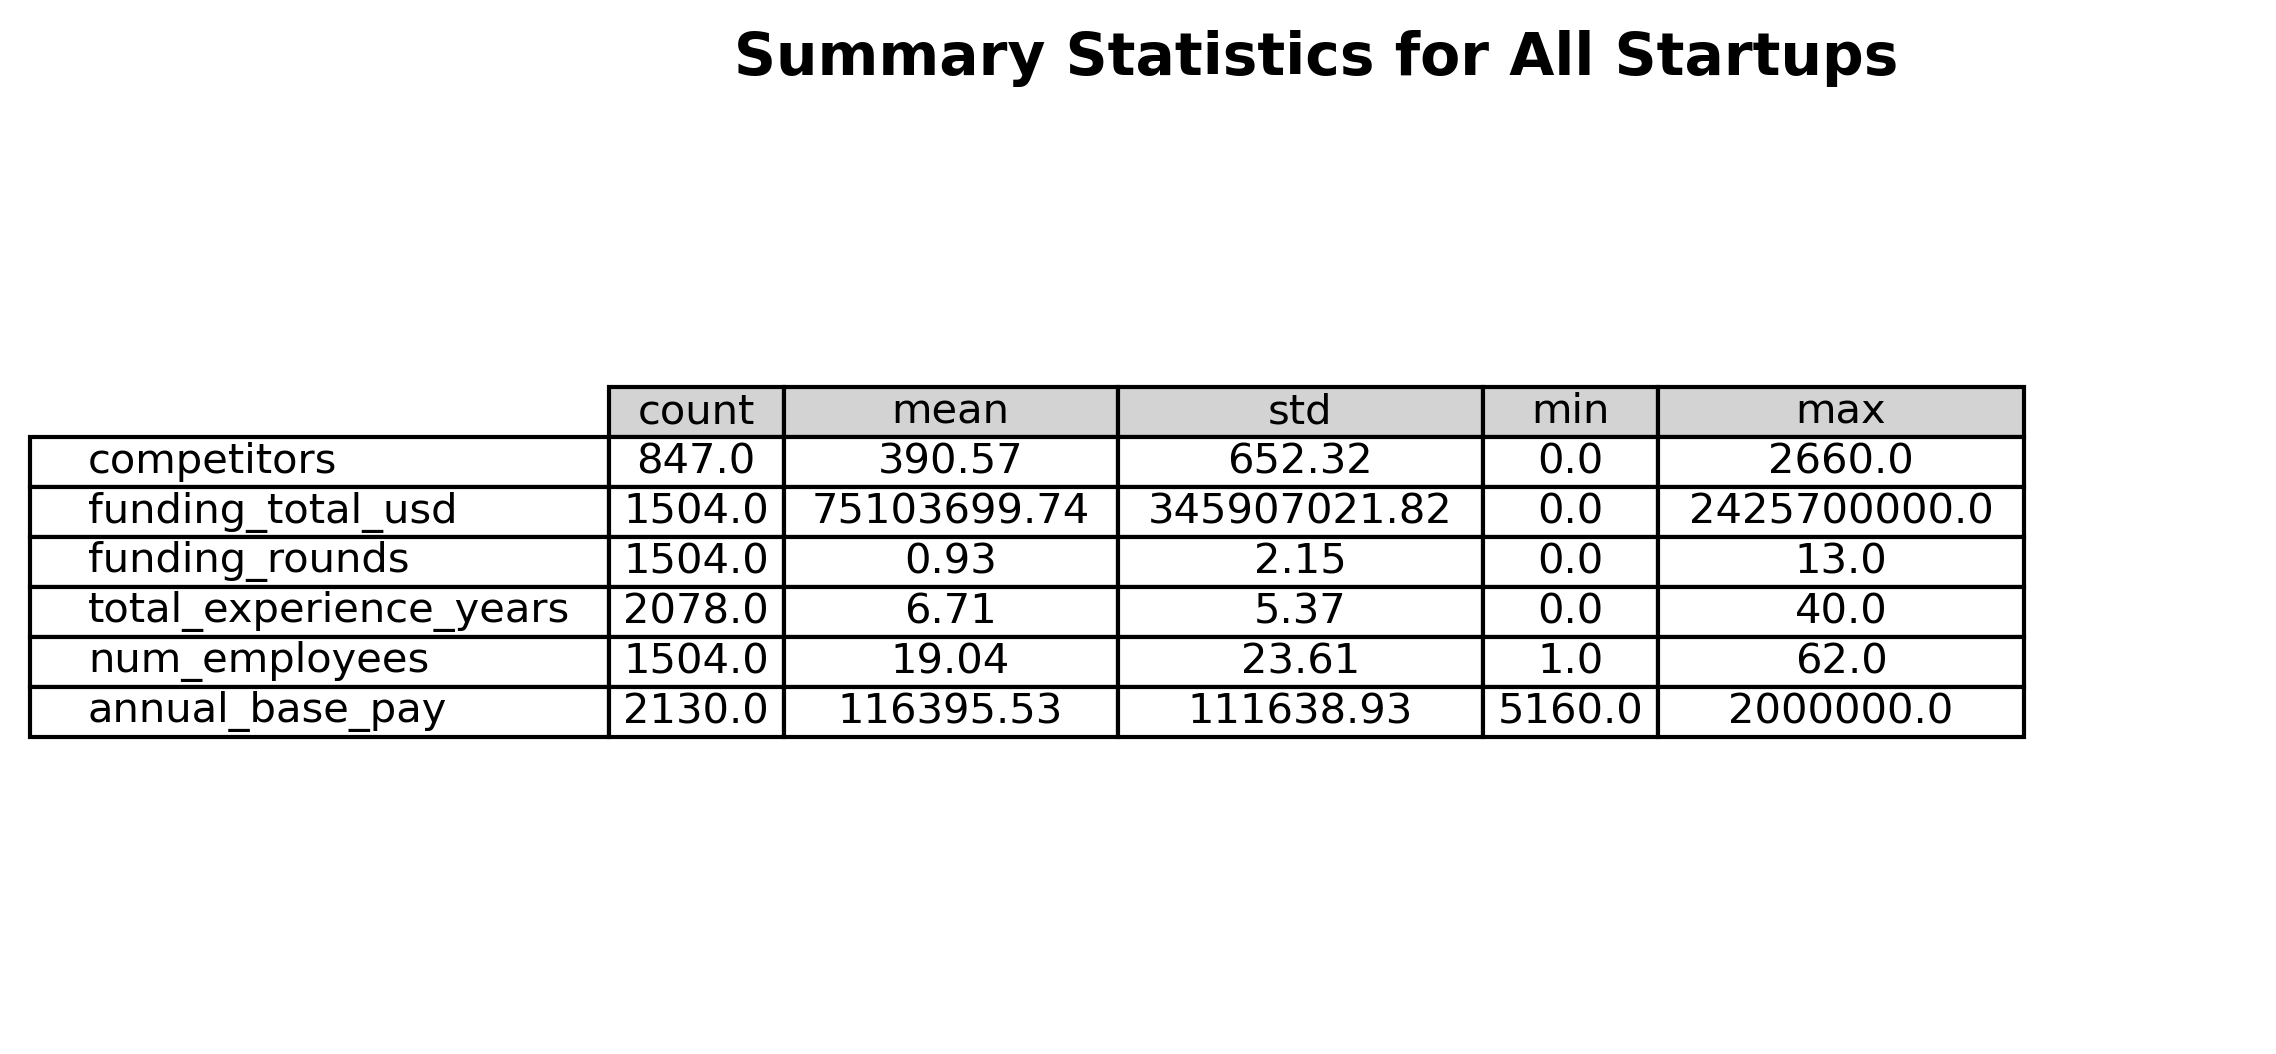 Summary Statistics for All Startups
count mean std min max
competitors 847.0 390.57 652.32 0.0 2660.0
funding_total_usd 1504.0 75103699.74 345907021.82 0.0 2425700000.0
funding_rounds 1504.0 0.93 2.15 0.0 13.0
total_experience_years 2078.0 6.71 5.37 0.0 40.0
num_employees 1504.0 19.04 23.61 1.0 62.0
annual_base_pay 2130.0 116395.53 111638.93 5160.0 2000000.0